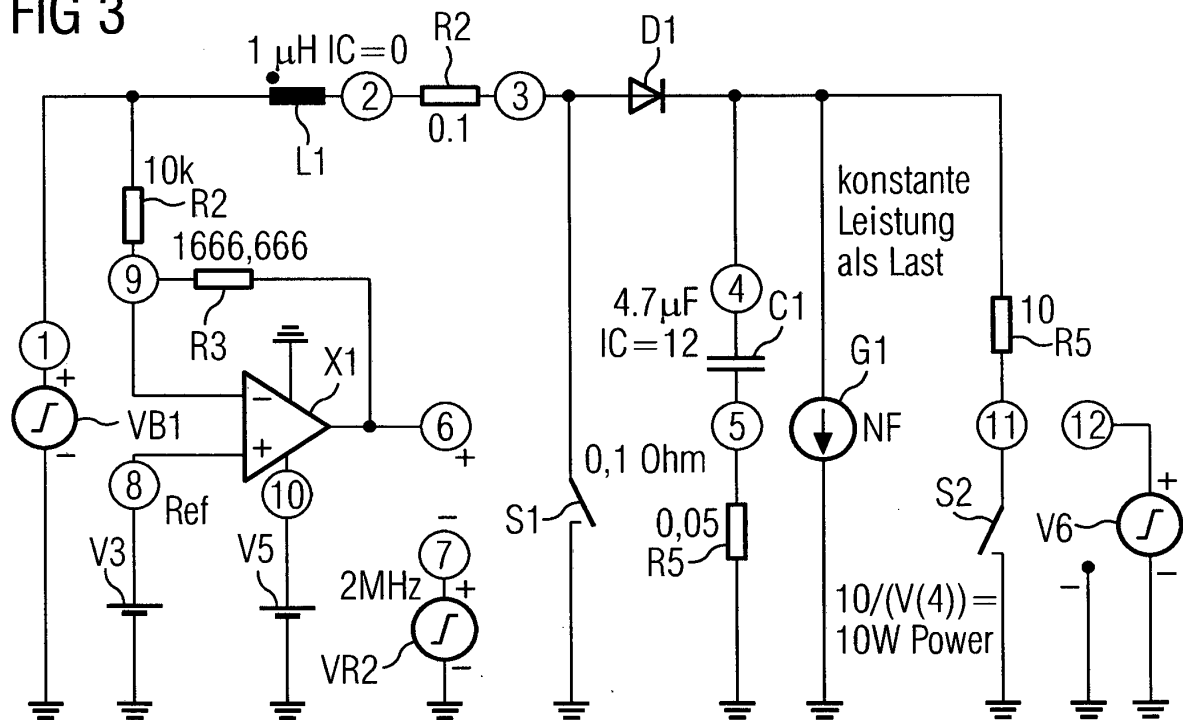 FIG 3
1 µH IC=0
L1
2
R2
0.1
3
D1
10k
R2
1666,666
9
R3
konstante
Leistung
als Last
1
+
VB1
−
X1
−
+
6
+
8
Ref
10
4
4.7µF
IC=12
C1
5
G1
NF
10
R5
11
12
0,1 Ohm
S1
0,05
R5
S2
V6
+
−
−
V3
V5
−
7
2MHz
+
VR2
−
10/(V(4))=
10W Power